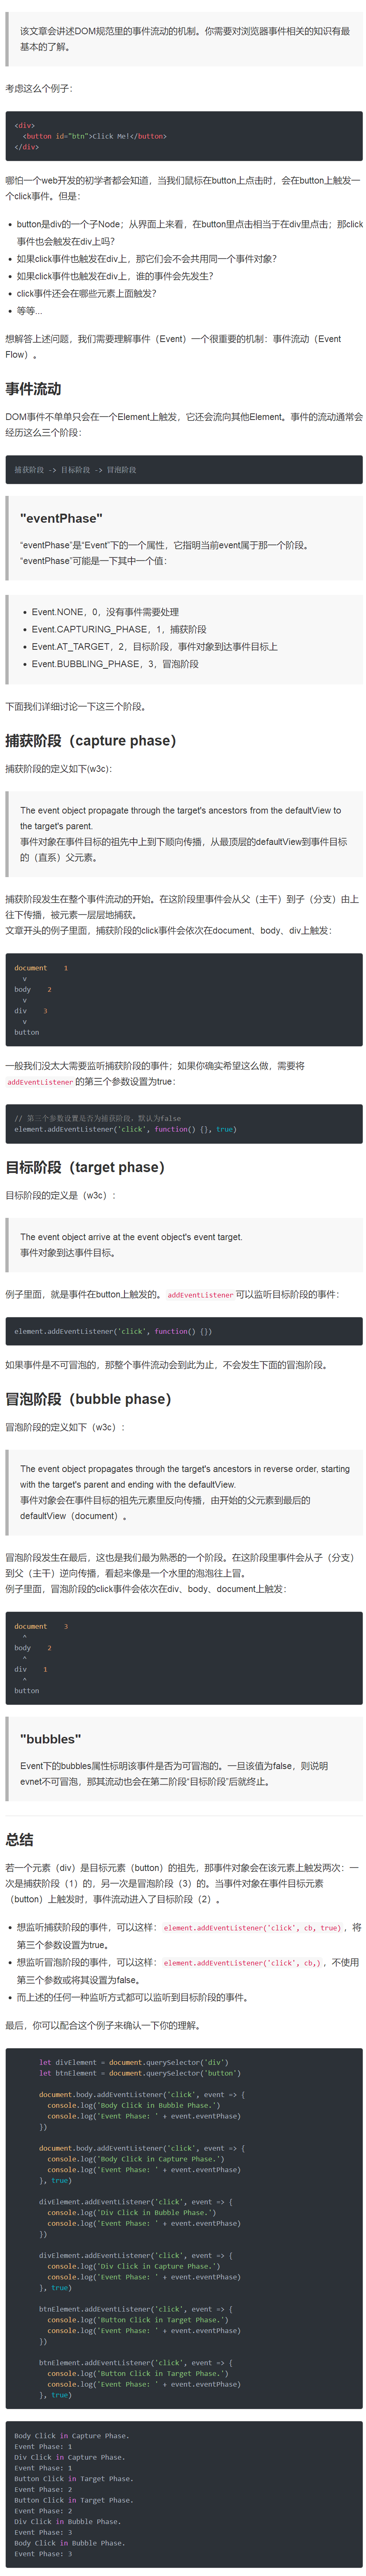 该文章会讲述DOM规范里的事件流动的机制。你需要对浏览器事件相关的知识有最
基本的了解。
考虑这么个例子：
<div>
  <button id="btn">Click Me!</button>
</div>
哪怕一个web开发的初学者都会知道，当我们鼠标在button上点击时，会在button上触发一
个click事件。但是：
• button是div的一个子Node；从界面上来看，在button里点击相当于在div里点击；那click
事件也会触发在div上吗？
• 如果click事件也触发在div上，那它们会不会共用同一个事件对象？
• 如果click事件也触发在div上，谁的事件会先发生？
• click事件还会在哪些元素上面触发？
• 等等...
想解答上述问题，我们需要理解事件（Event）一个很重要的机制：事件流动（Event
Flow）。
事件流动
DOM事件不单单只会在一个Element上触发，它还会流向其他Element。事件的流动通常会
经历这么三个阶段：
捕获阶段 -> 目标阶段 -> 冒泡阶段
"eventPhase"
“eventPhase”是“Event”下的一个属性，它指明当前event属于那一个阶段。
“eventPhase”可能是一下其中一个值：
• Event.NONE，0，没有事件需要处理
• Event.CAPTURING_PHASE，1，捕获阶段
• Event.AT_TARGET，2，目标阶段，事件对象到达事件目标上
• Event.BUBBLING_PHASE，3，冒泡阶段
下面我们详细讨论一下这三个阶段。
捕获阶段（capture phase）
捕获阶段的定义如下(w3c)：
The event object propagate through the target's ancestors from the defaultView to
the target's parent.
事件对象在事件目标的祖先中上到下顺向传播，从最顶层的defaultView到事件目标
的（直系）父元素。
捕获阶段发生在整个事件流动的开始。在这阶段里事件会从父（主干）到子（分支）由上
往下传播，被元素一层层地捕获。
文章开头的例子里面，捕获阶段的click事件会依次在document、body、div上触发：
document    1
  v
body    2
  v
div    3
  v
button
一般我们没太大需要监听捕获阶段的事件；如果你确实希望这么做，需要将
addEventListener 的第三个参数设置为true：
// 第三个参数设置是否为捕获阶段，默认为false
element.addEventListener('click', function() {}, true)
目标阶段（target phase）
目标阶段的定义是（w3c）：
The event object arrive at the event object's event target.
事件对象到达事件目标。
例子里面，就是事件在button上触发的。 addEventListener 可以监听目标阶段的事件：
element.addEventListener('click', function() {})
如果事件是不可冒泡的，那整个事件流动会到此为止，不会发生下面的冒泡阶段。
冒泡阶段（bubble phase）
冒泡阶段的定义如下（w3c）：
The event object propagates through the target's ancestors in reverse order, starting
with the target's parent and ending with the defaultView.
事件对象会在事件目标的祖先元素里反向传播，由开始的父元素到最后的
defaultView（document）。
冒泡阶段发生在最后，这也是我们最为熟悉的一个阶段。在这阶段里事件会从子（分支）
到父（主干）逆向传播，看起来像是一个水里的泡泡往上冒。
例子里面，冒泡阶段的click事件会依次在div、body、document上触发：
document    3
  ^
body    2
  ^
div    1
  ^
button
"bubbles"
Event下的bubbles属性标明该事件是否为可冒泡的。一旦该值为false，则说明
evnet不可冒泡，那其流动也会在第二阶段“目标阶段”后就终止。
总结
若一个元素（div）是目标元素（button）的祖先，那事件对象会在该元素上触发两次：一
次是捕获阶段（1）的，另一次是冒泡阶段（3）的。当事件对象在事件目标元素
（button）上触发时，事件流动进入了目标阶段（2）。
• 想监听捕获阶段的事件，可以这样： element.addEventListener('click', cb, true) ，将
第三个参数设置为true。
• 想监听冒泡阶段的事件，可以这样： element.addEventListener('click', cb,) ，不使用
第三个参数或将其设置为false。
• 而上述的任何一种监听方式都可以监听到目标阶段的事件。
最后，你可以配合这个例子来确认一下你的理解。
let divElement = document.querySelector('div')
let btnElement = document.querySelector('button')
document.body.addEventListener('click', event => {
  console.log('Body Click in Bubble Phase.')
  console.log('Event Phase: ' + event.eventPhase)
})
document.body.addEventListener('click', event => {
  console.log('Body Click in Capture Phase.')
  console.log('Event Phase: ' + event.eventPhase)
}, true)
divElement.addEventListener('click', event => {
  console.log('Div Click in Bubble Phase.')
  console.log('Event Phase: ' + event.eventPhase)
})
divElement.addEventListener('click', event => {
  console.log('Div Click in Capture Phase.')
  console.log('Event Phase: ' + event.eventPhase)
}, true)
btnElement.addEventListener('click', event => {
  console.log('Button Click in Target Phase.')
  console.log('Event Phase: ' + event.eventPhase)
})
btnElement.addEventListener('click', event => {
  console.log('Button Click in Target Phase.')
  console.log('Event Phase: ' + event.eventPhase)
}, true)
Body Click in Capture Phase.
Event Phase: 1
Div Click in Capture Phase.
Event Phase: 1
Button Click in Target Phase.
Event Phase: 2
Button Click in Target Phase.
Event Phase: 2
Div Click in Bubble Phase.
Event Phase: 3
Body Click in Bubble Phase.
Event Phase: 3